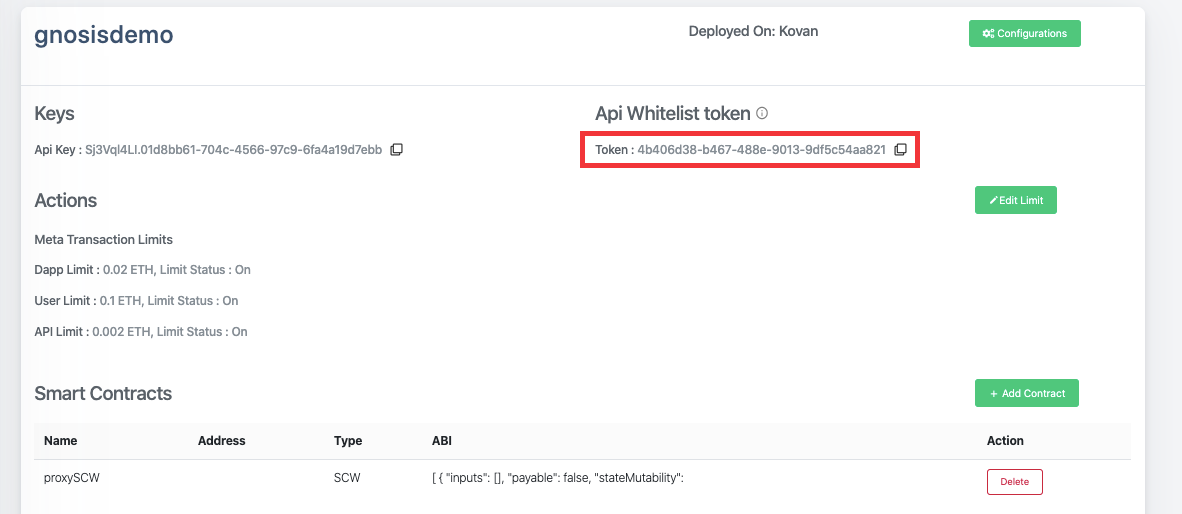 gnosisdemo
Deployed On: Kovan
Configurations
Keys
Api Key : Sj3Vql4LI.01d8bb61-704c-4566-97c9-6fa4a19d7ebb
Api Whitelist token
Token : 4b406d38-b467-488e-9013-9df5c54aa821
Actions
Edit Limit
Meta Transaction Limits
Dapp Limit : 0.02 ETH, Limit Status : On
User Limit : 0.1 ETH, Limit Status : On
API Limit : 0.002 ETH, Limit Status : On
Smart Contracts
+ Add Contract
Name Address Type ABI Action
proxySCW SCW [ { "inputs": [], "payable": false, "stateMutability": Delete